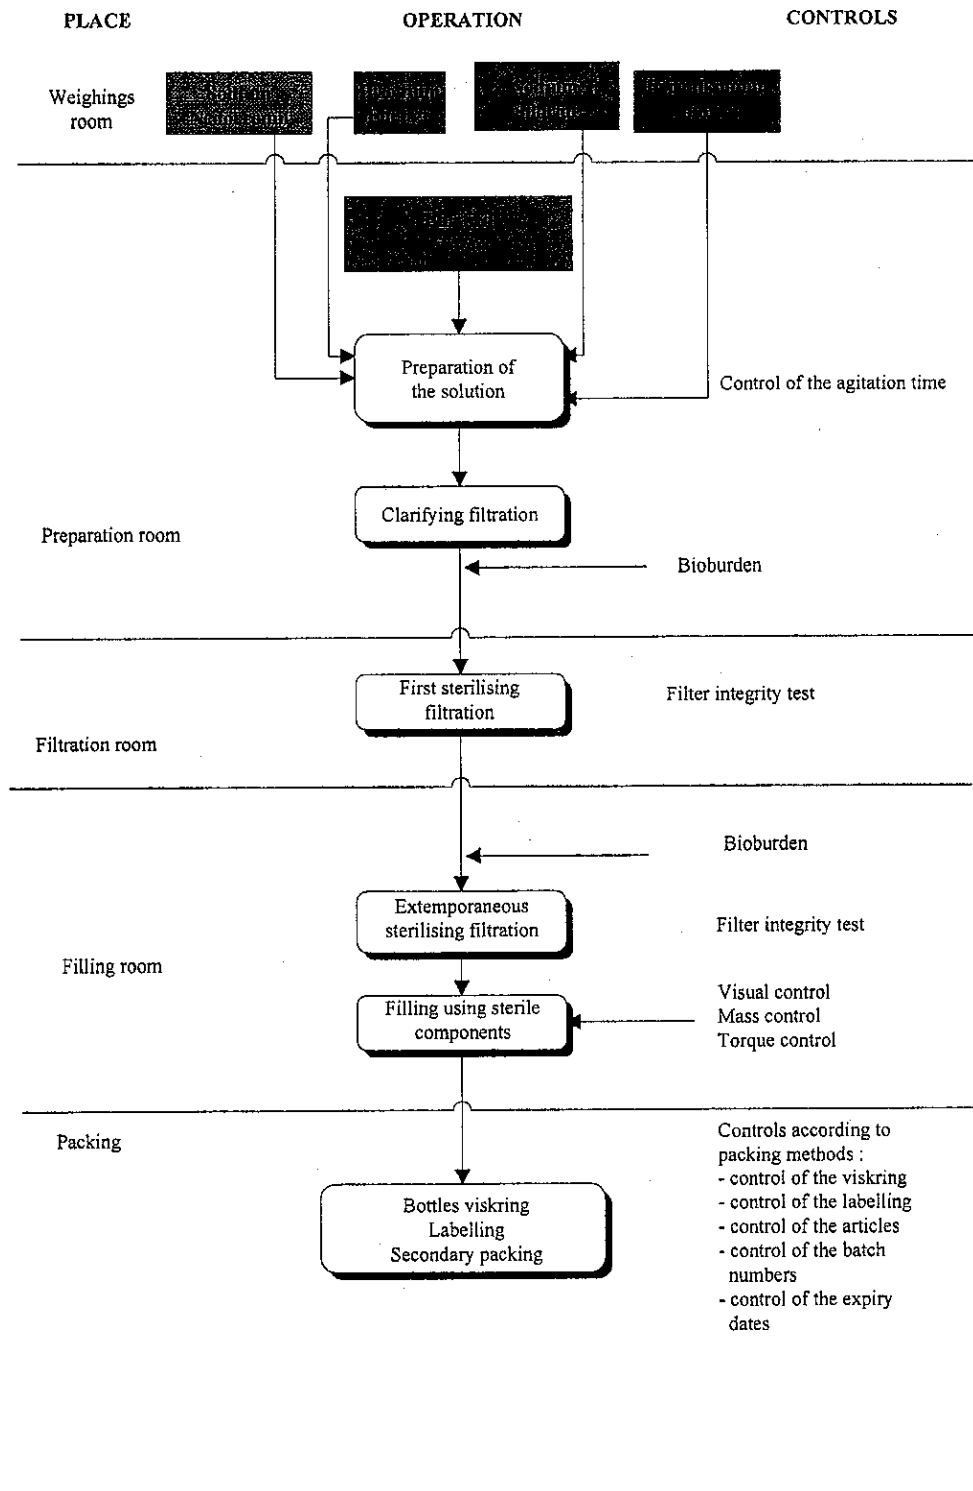 PLACE
OPERATION
CONTROLS
Weighings
room
Preparation of
the solution
Control of the agitation time
Clarifying filtration
Preparation room
Bioburden
First sterilising
filtration
Filter integrity test
Filtration room
Bioburden
Extemporaneous
sterilising filtration
Filter integrity test
Filling room
Filling using sterile
components
Visual control
Mass control
Torque control
Packing
Controls according to
packing methods :
- control of the viskring
- control of the labelling
- control of the articles
- control of the batch
numbers
- control of the expiry
dates
Bottles viskring
Labelling
Secondary packing